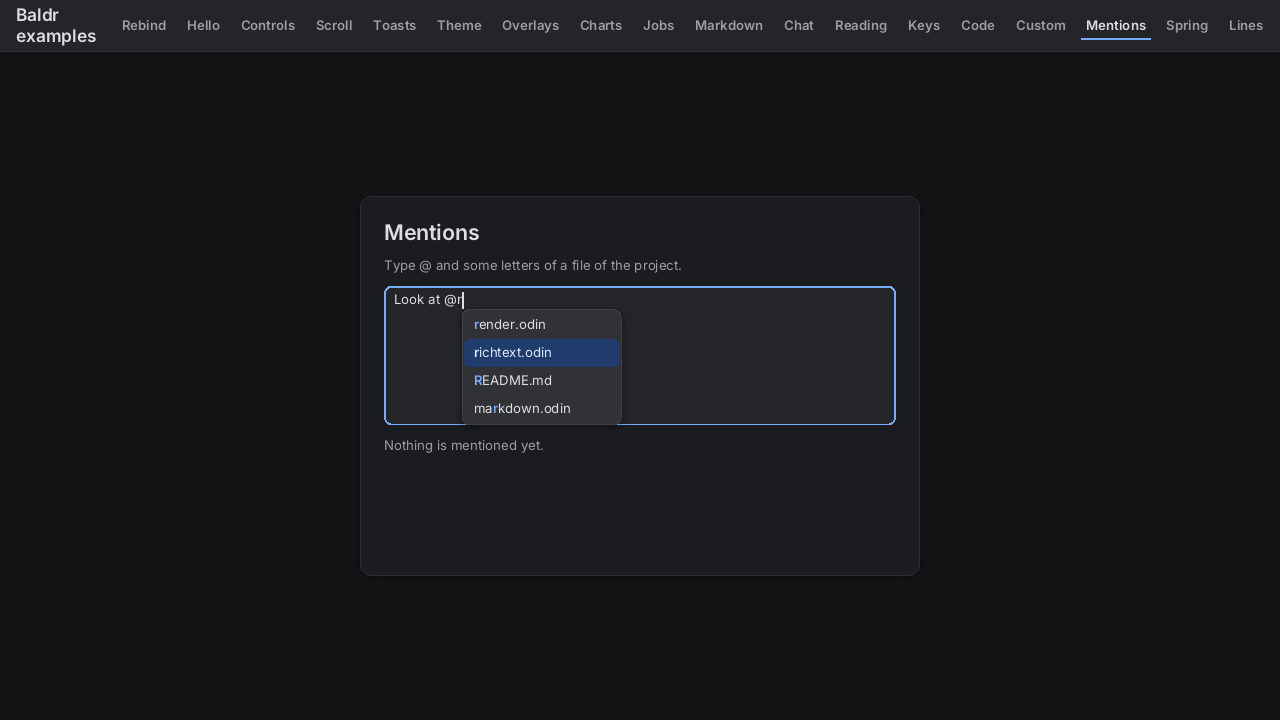 Baldr examples
Rebind Hello Controls Scroll Toasts Theme Overlays Charts Jobs Markdown Chat Reading Keys Code Custom Mentions Spring Lines
Mentions
Type @ and some letters of a file of the project.
Look at @r
render.odin
richtext.odin
README.md
markdown.odin
Nothing is mentioned yet.